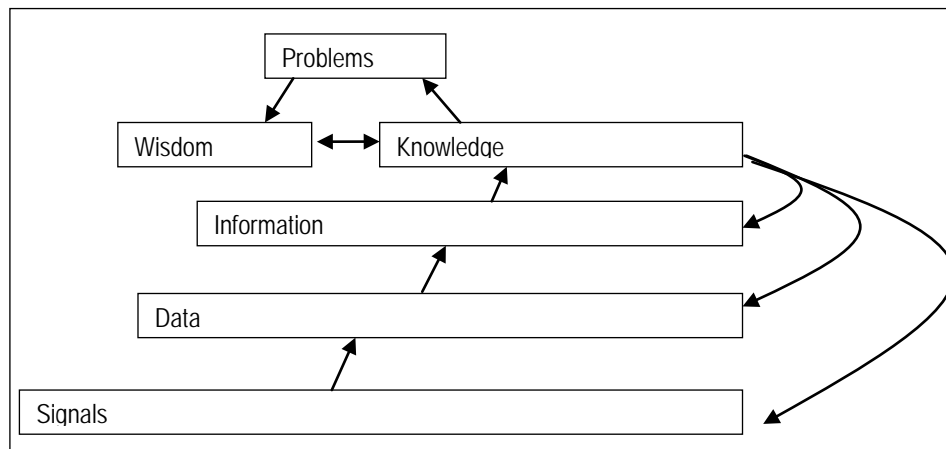 Problems
Wisdom
Knowledge
Information
Data
Signals